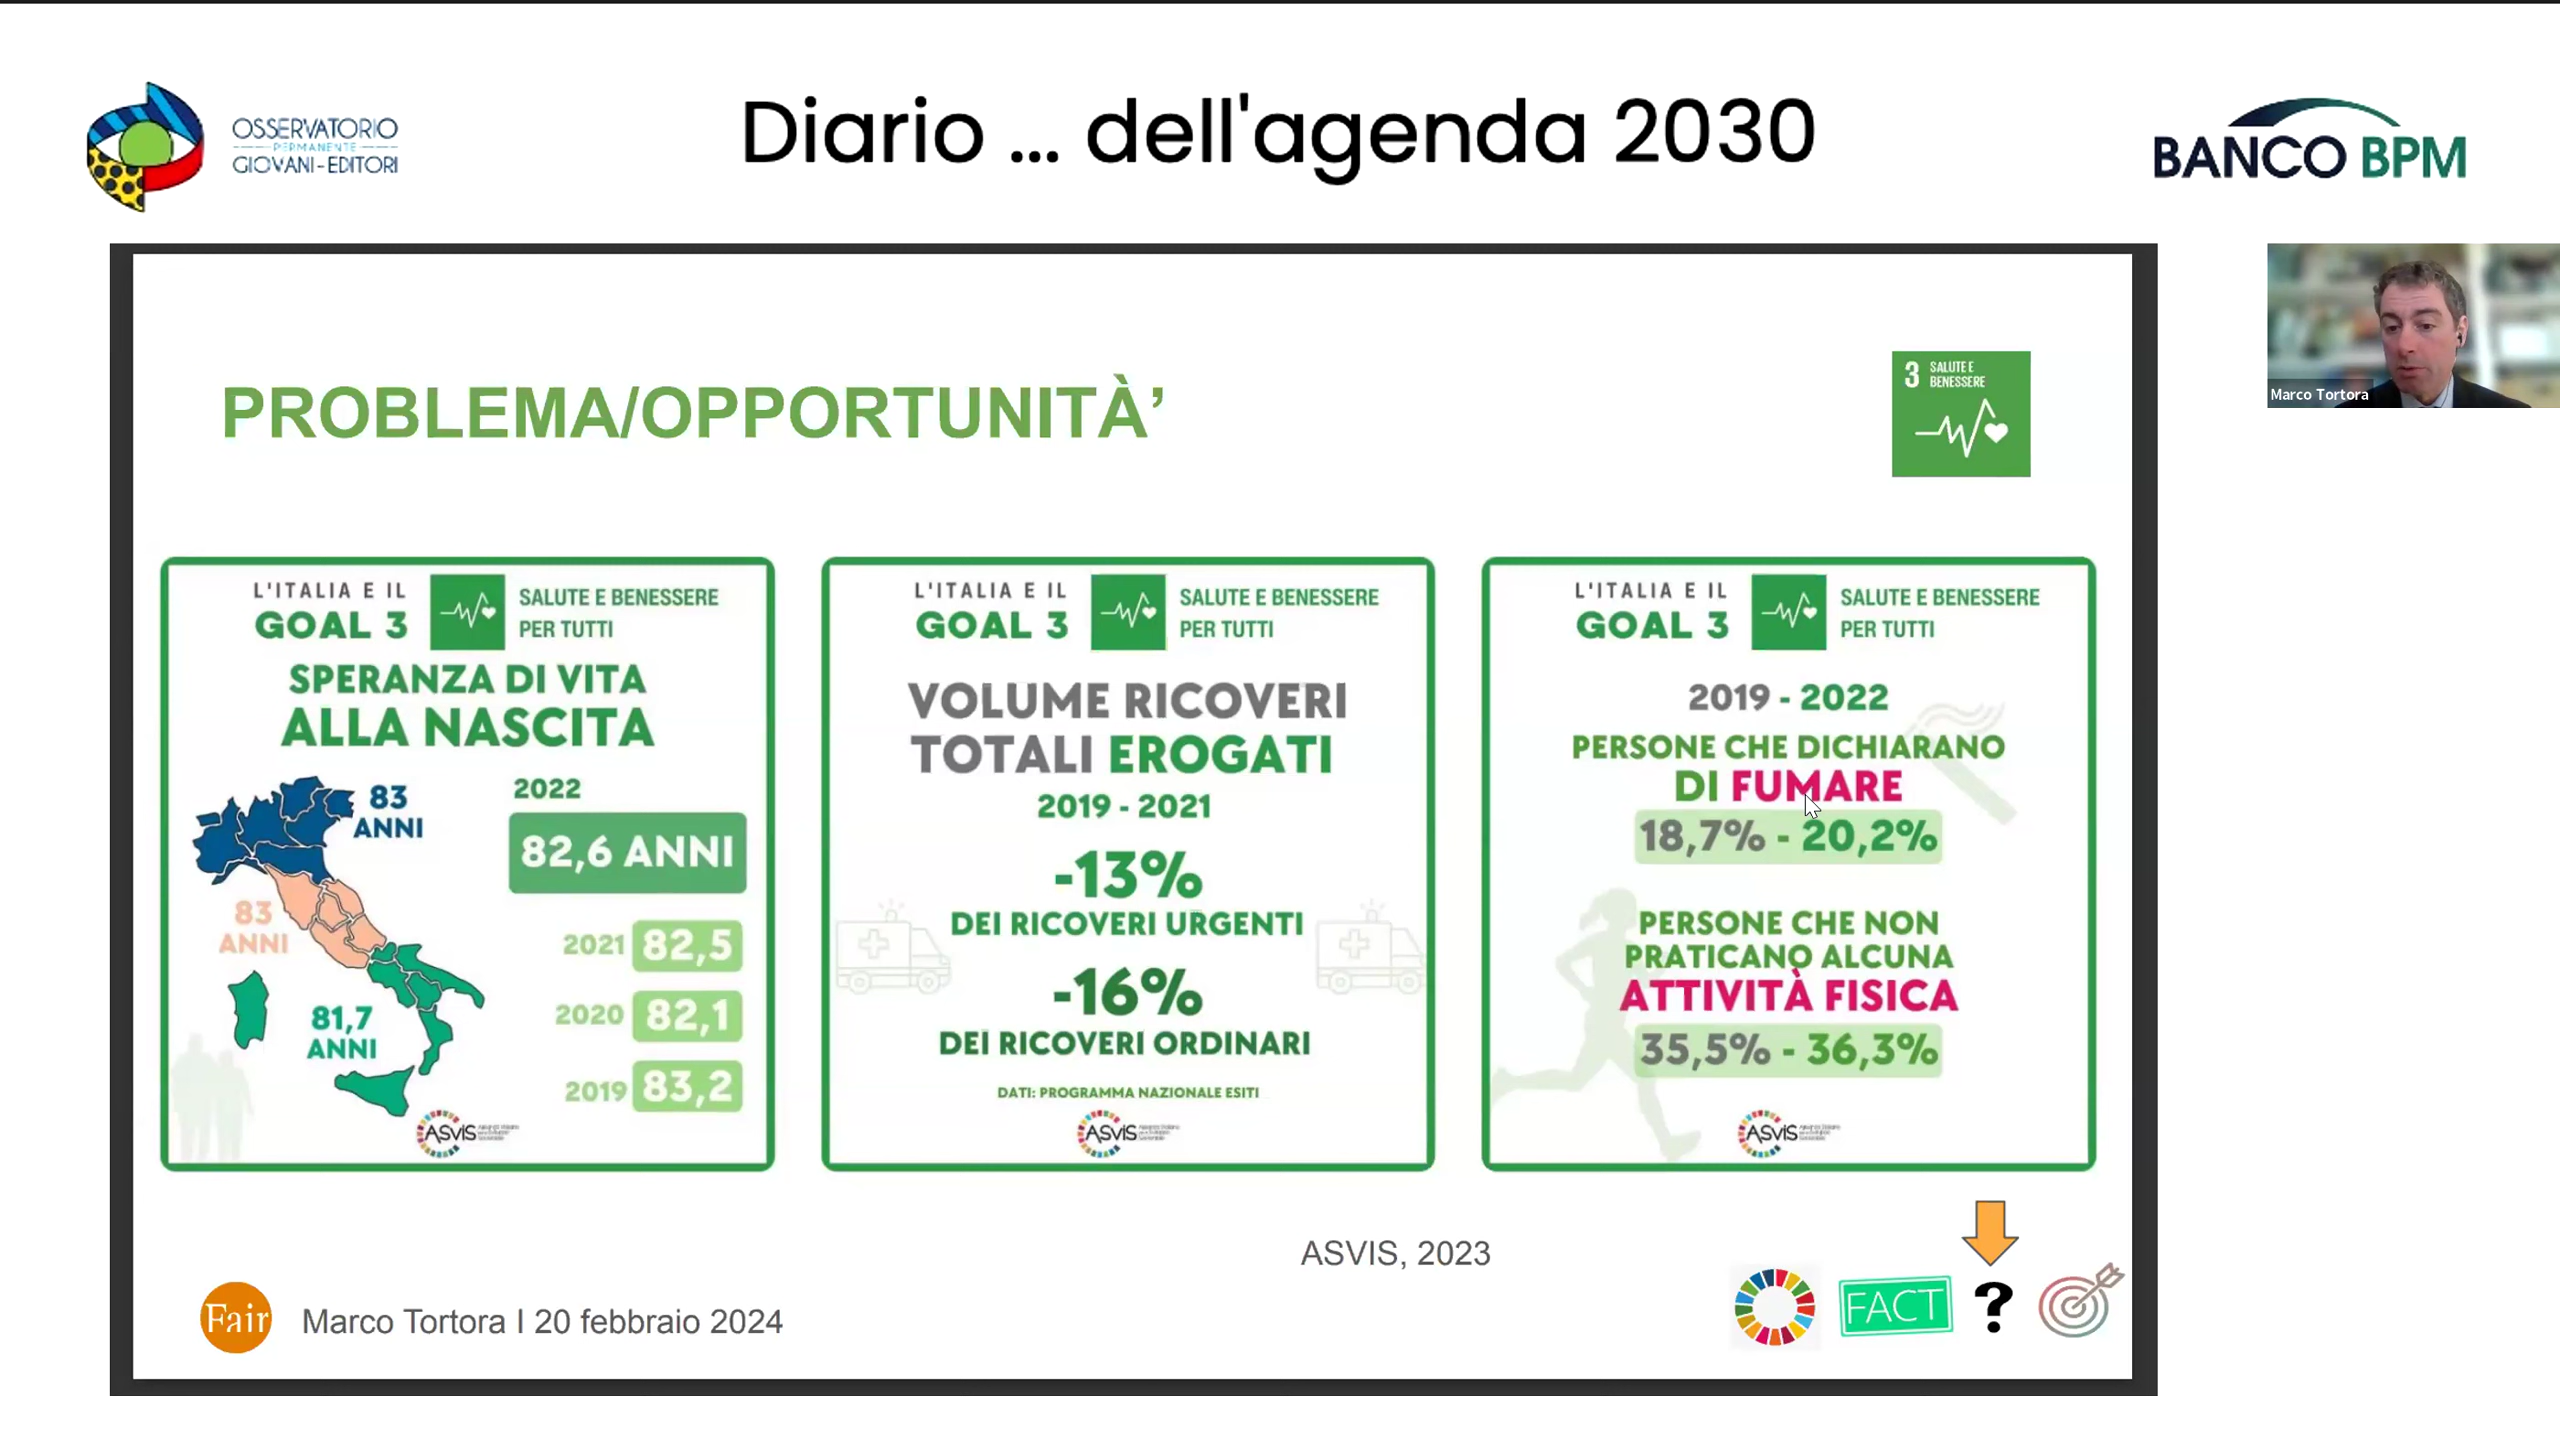 OSSERVATORIO
PERMANENTE
GIOVANI-EDITORI
Diario ... dell'agenda 2030
BANCO BPM
Marco Tortora
PROBLEMA/OPPORTUNITÀ’
3 SALUTE E
BENESSERE
L'ITALIA E IL
GOAL 3
SALUTE E BENESSERE
PER TUTTI
SPERANZA DI VITA
ALLA NASCITA
83
ANNI
83
ANNI
81,7
ANNI
2022
82,6 ANNI
2021 82,5
2020 82,1
2019 83,2
ASviS
L'ITALIA E IL
GOAL 3
SALUTE E BENESSERE
PER TUTTI
VOLUME RICOVERI
TOTALI EROGATI
2019 - 2021
-13%
DEI RICOVERI URGENTI
-16%
DEI RICOVERI ORDINARI
DATI: PROGRAMMA NAZIONALE ESITI
ASviS
L'ITALIA E IL
GOAL 3
SALUTE E BENESSERE
PER TUTTI
2019 - 2022
PERSONE CHE DICHIARANO
DI FUMARE
18,7% - 20,2%
PERSONE CHE NON
PRATICANO ALCUNA
ATTIVITÀ FISICA
35,5% - 36,3%
ASviS
ASVIS, 2023
Fair
Marco Tortora I 20 febbraio 2024
FACT
?